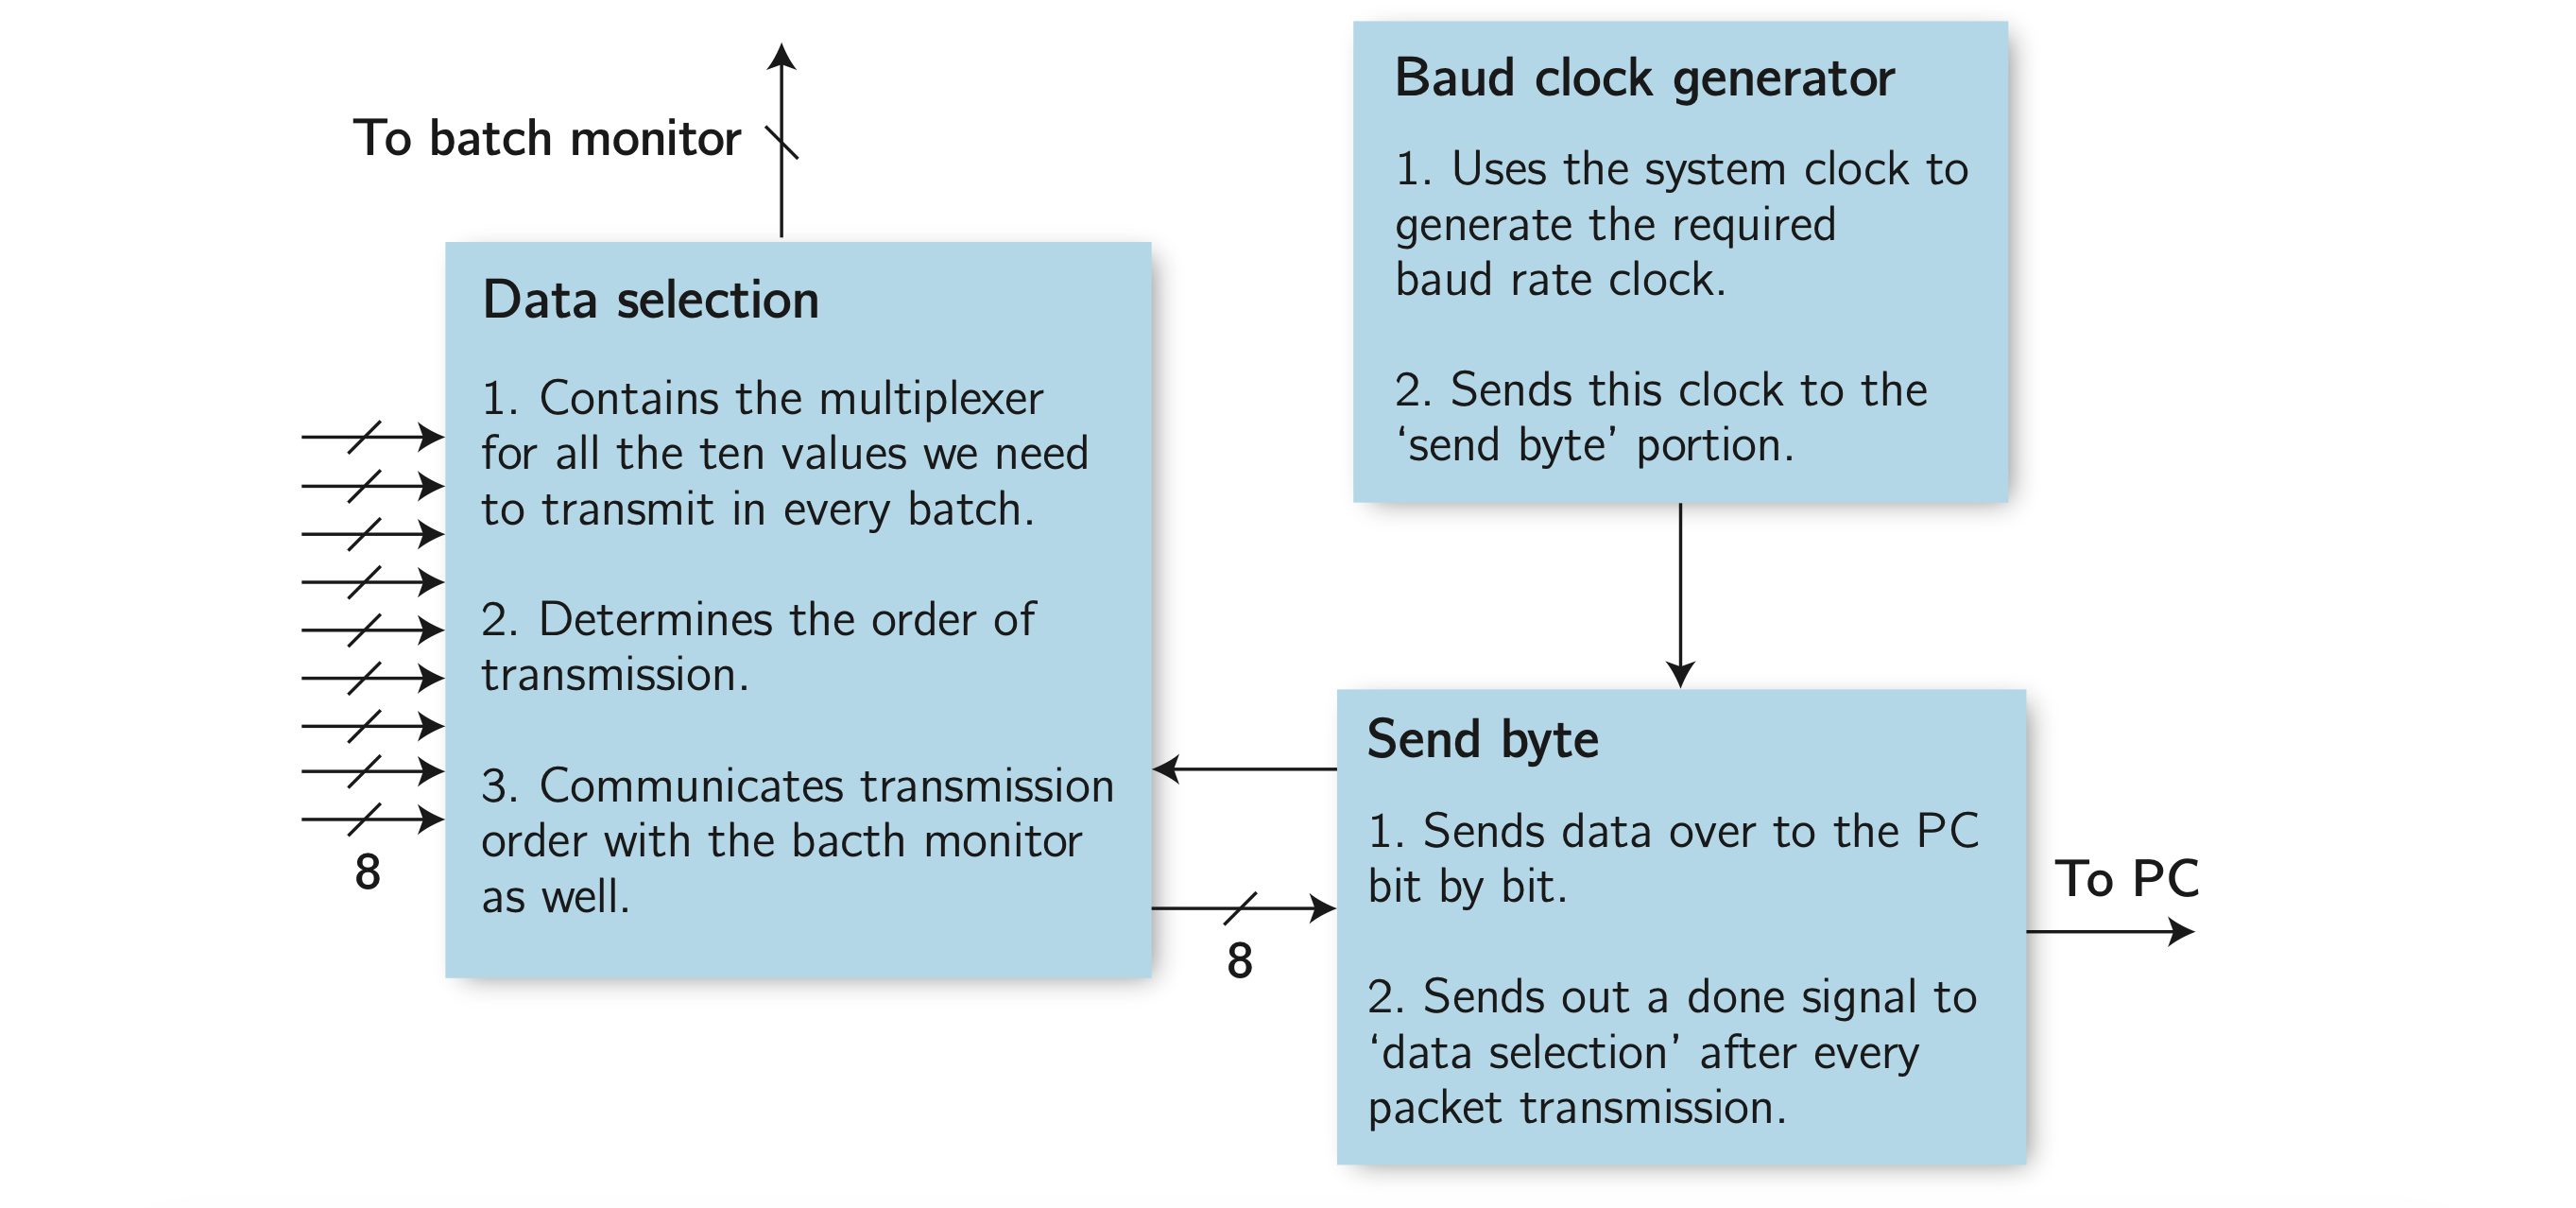 To batch monitor
Data selection
1. Contains the multiplexer
for all the ten values we need
to transmit in every batch.
2. Determines the order of
transmission.
3. Communicates transmission
order with the bacth monitor
as well.
8
8
Baud clock generator
1. Uses the system clock to
generate the required
baud rate clock.
2. Sends this clock to the
‘send byte’ portion.
Send byte
1. Sends data over to the PC
bit by bit.
2. Sends out a done signal to
‘data selection’ after every
packet transmission.
To PC